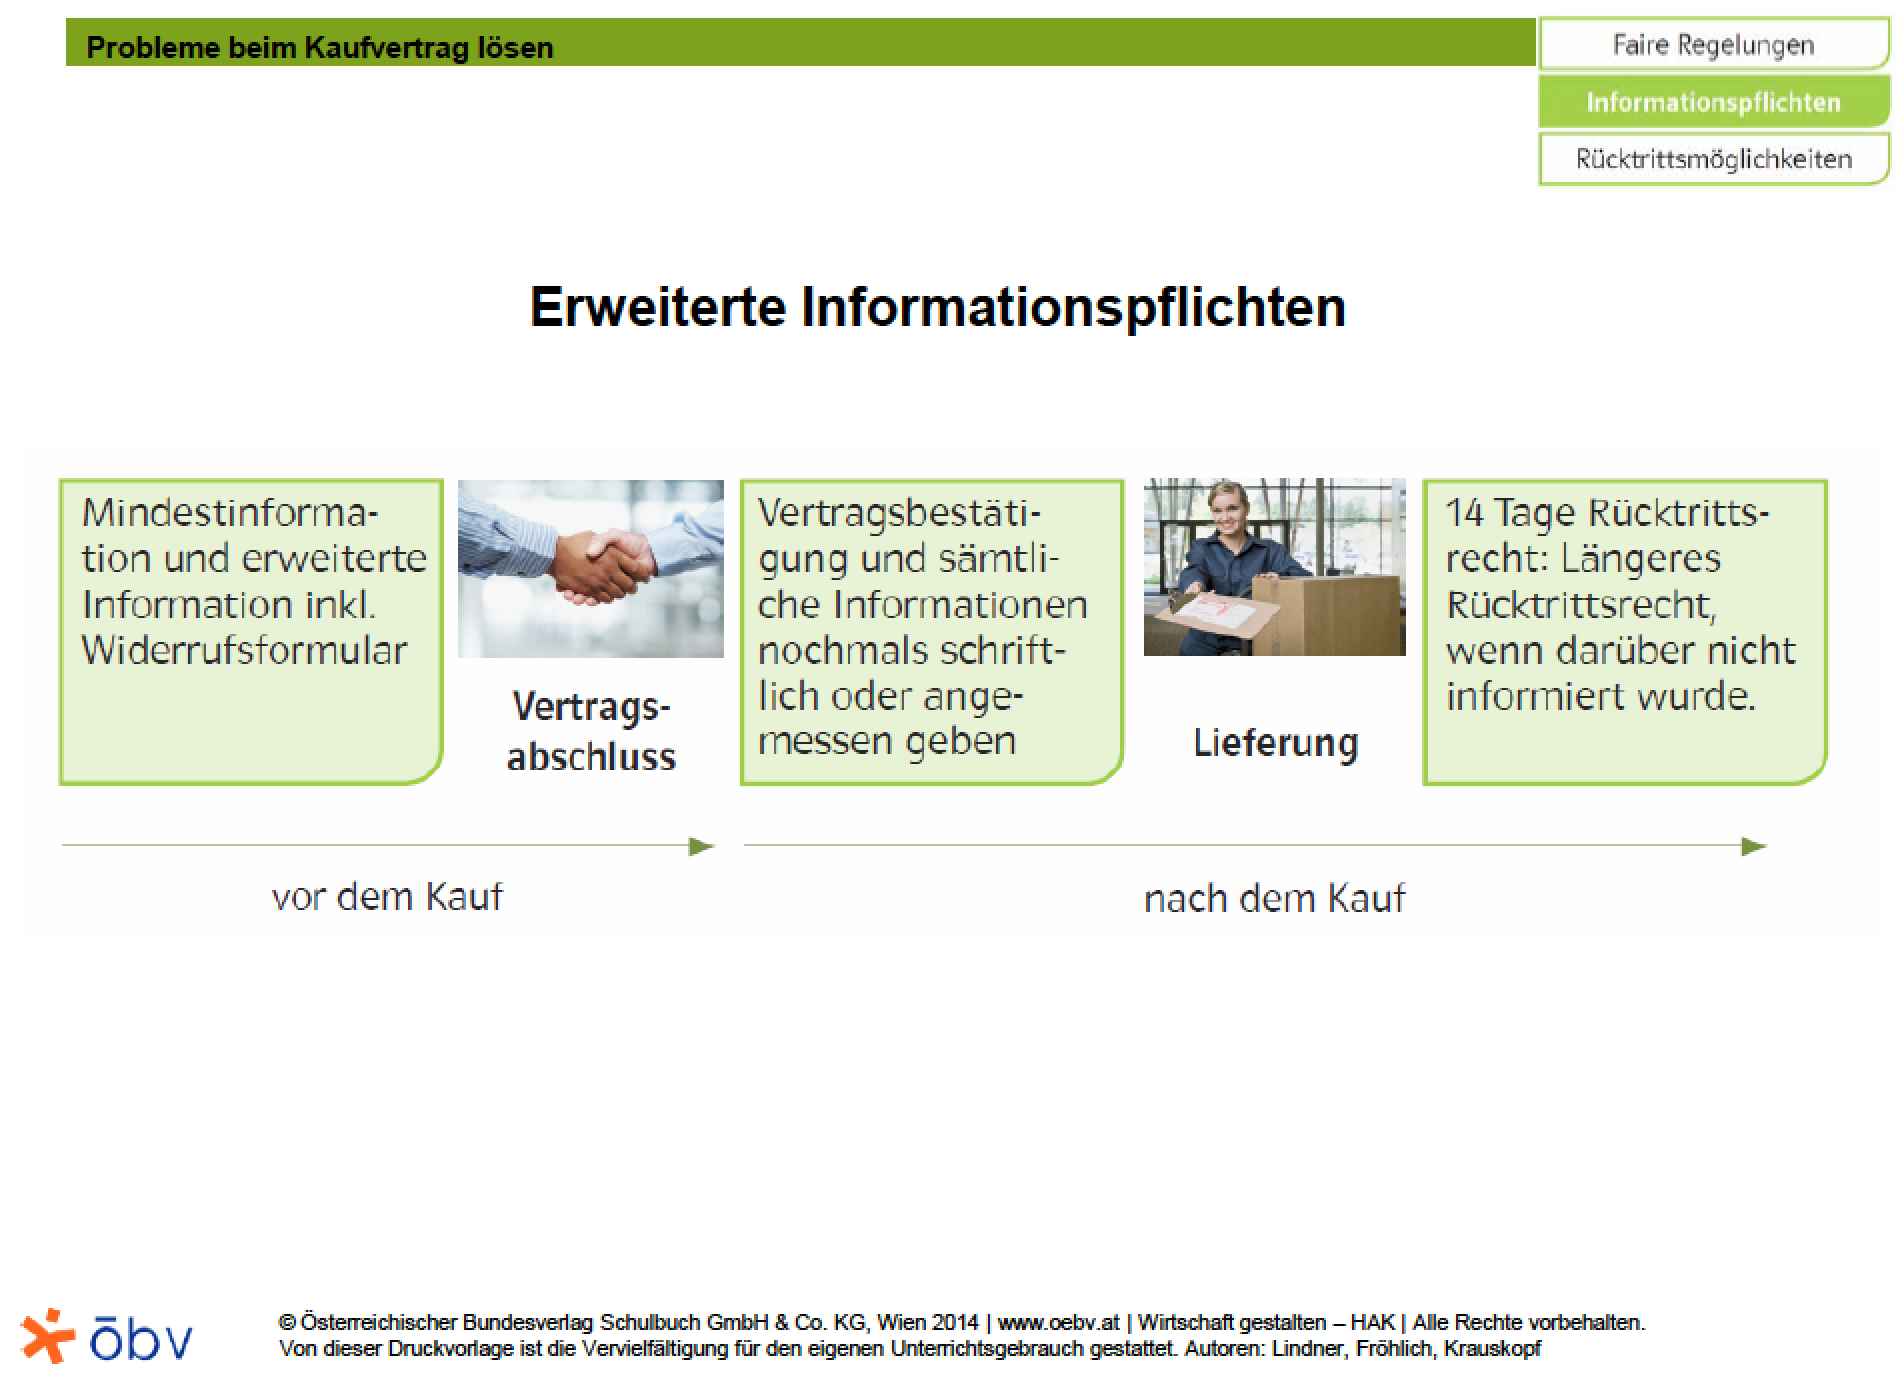 Probleme beim Kaufvertrag lösen
Faire Regelungen
Informationspflichten
Rücktrittsmöglichkeiten
Erweiterte Informationspflichten
Mindestinforma-
tion und erweiterte
Information inkl.
Widerrufsformular
Vertrags-
abschluss
Vertragsbestäti-
gung und sämtli-
che Informationen
nochmals schrift-
lich oder ange-
messen geben
Lieferung
14 Tage Rücktritts-
recht: Längeres
Rücktrittsrecht,
wenn darüber nicht
informiert wurde.
vor dem Kauf
nach dem Kauf
ōbv
© Österreichischer Bundesverlag Schulbuch GmbH & Co. KG, Wien 2014 | www.oebv.at | Wirtschaft gestalten – HAK | Alle Rechte vorbehalten.
Von dieser Druckvorlage ist die Vervielfältigung für den eigenen Unterrichtsgebrauch gestattet. Autoren: Lindner, Fröhlich, Krauskopf